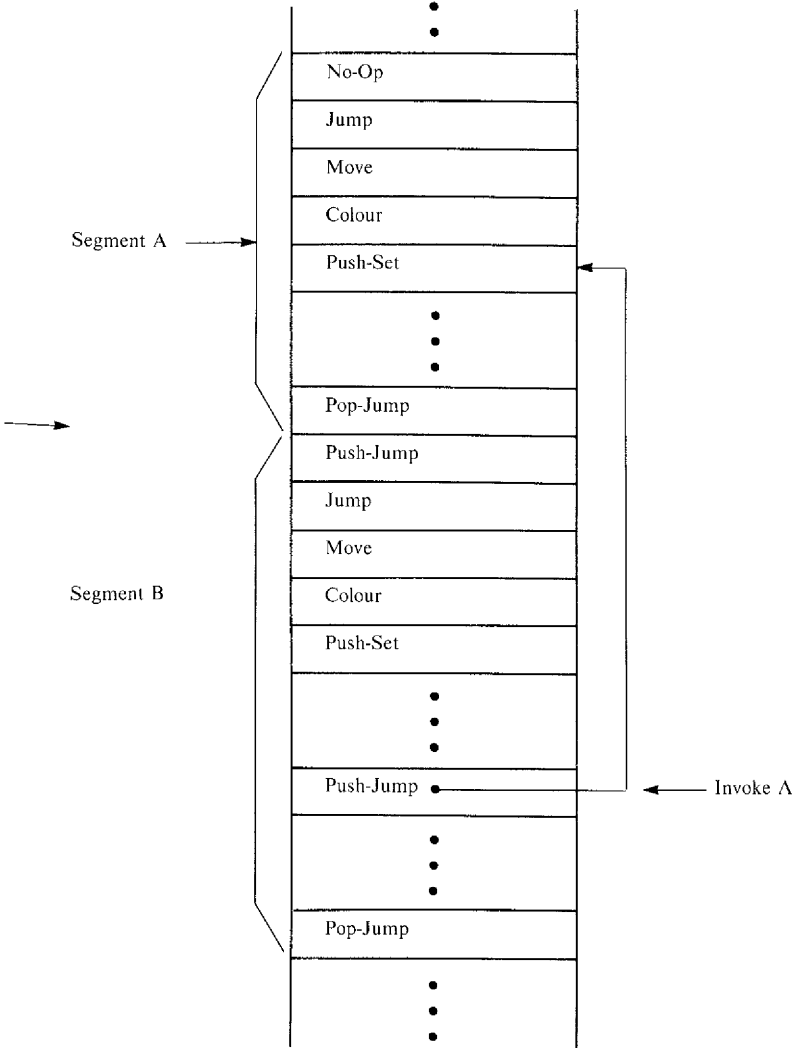 No-Op
Jump
Move
Colour
Segment A
Push-Set
Pop-Jump
Push-Jump
Jump
Move
Segment B
Colour
Push-Set
Push-Jump
Invoke A
Pop-Jump